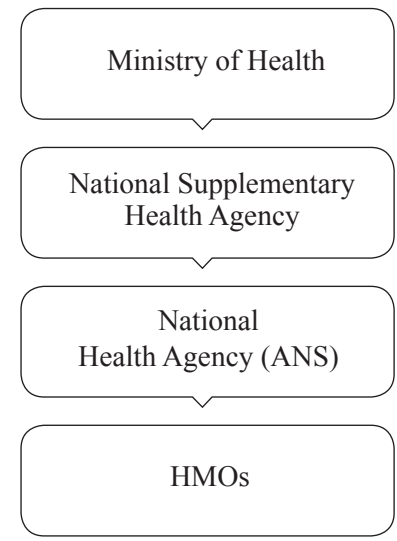 Ministry of Health
National Supplementary
Health Agency
National
Health Agency (ANS)
HMOs